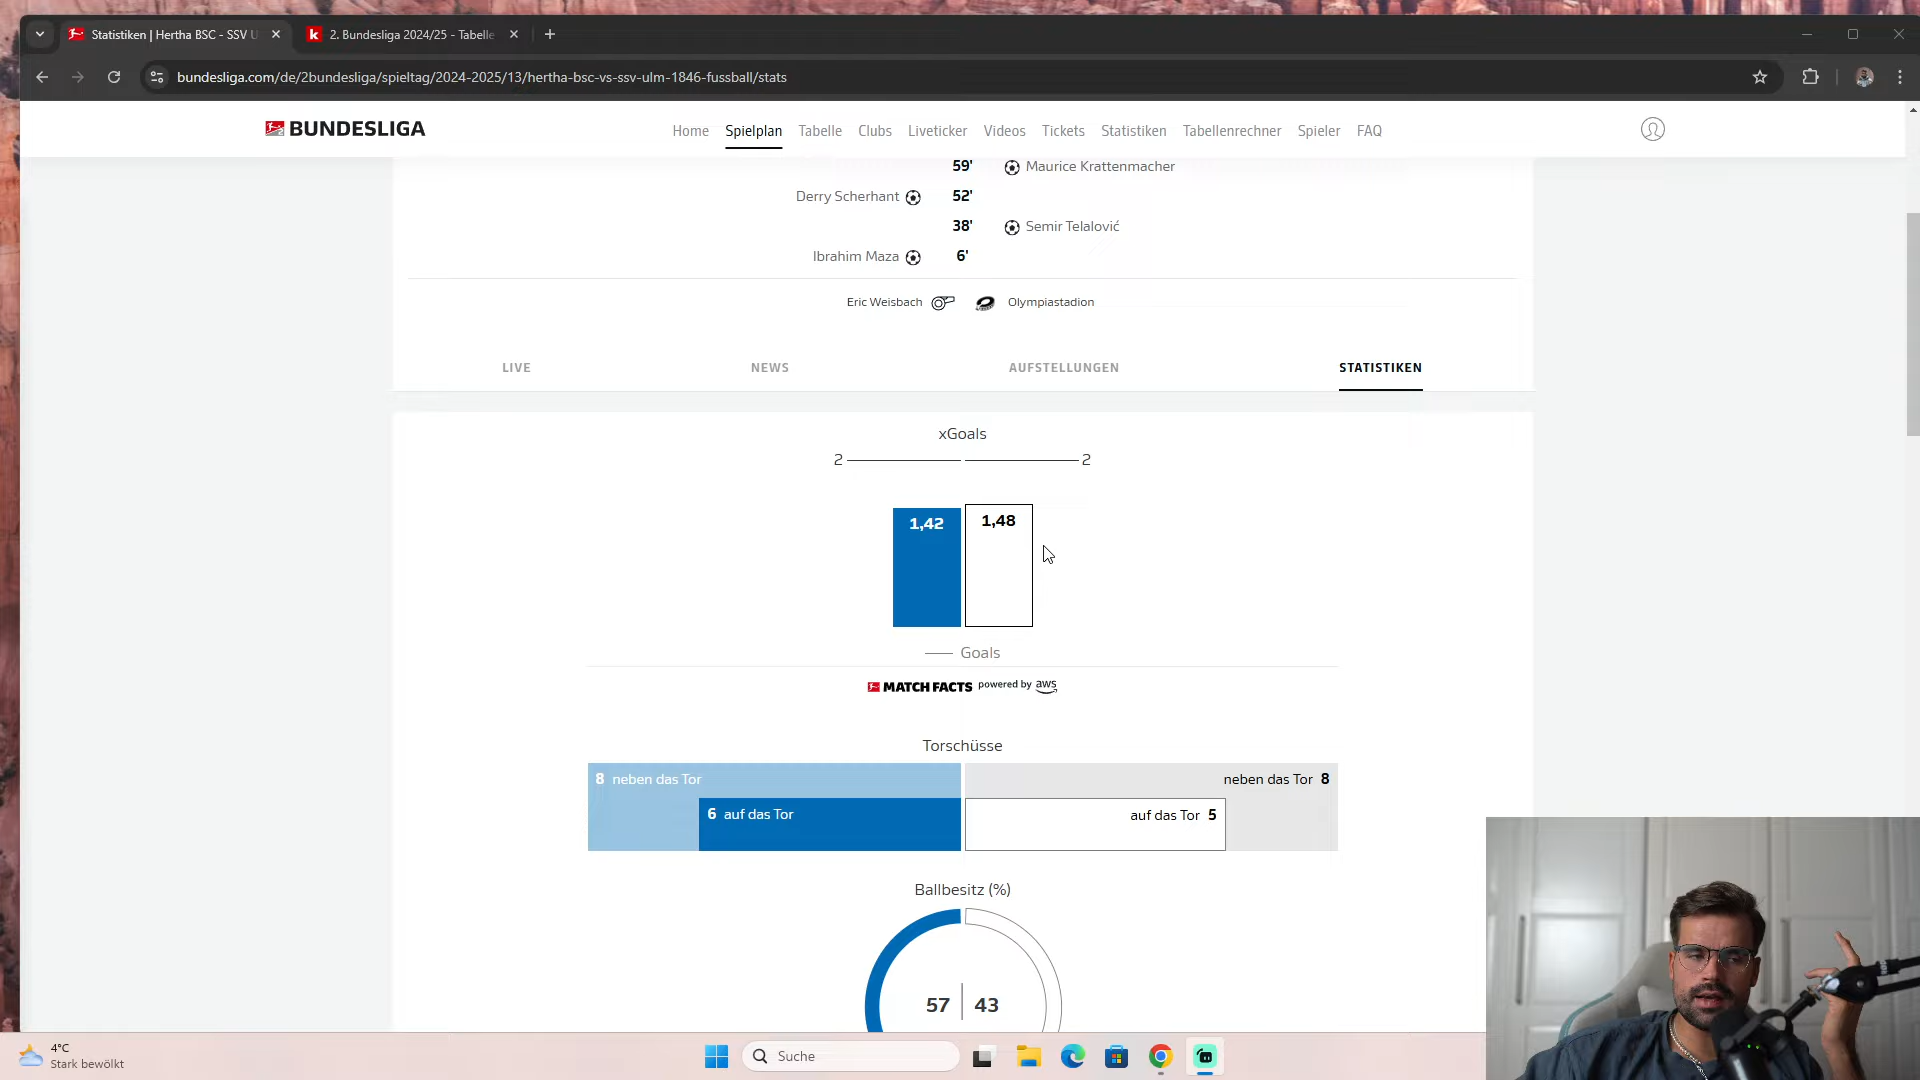 Statistiken | Hertha BSC - SSV U
2. Bundesliga 2024/25 - Tabelle
bundesliga.com/de/2bundesliga/spieltag/2024-2025/13/hertha-bsc-vs-ssv-ulm-1846-fussball/stats
BUNDESLIGA
Home Spielplan Tabelle Clubs Liveticker Videos Tickets Statistiken Tabellenrechner Spieler FAQ
59' Maurice Krattenmacher
Derry Scherhant 52'
38' Semir Telalović
Ibrahim Maza 6'
Eric Weisbach Olympiastadion
LIVE NEWS AUFSTELLUNGEN STATISTIKEN
xGoals
2 2
1,42 1,48
Goals
MATCH FACTS powered by aws
Torschüsse
8 neben das Tor neben das Tor 8
6 auf das Tor auf das Tor 5
Ballbesitz (%)
57 43
4°C
Stark bewölkt
Suche